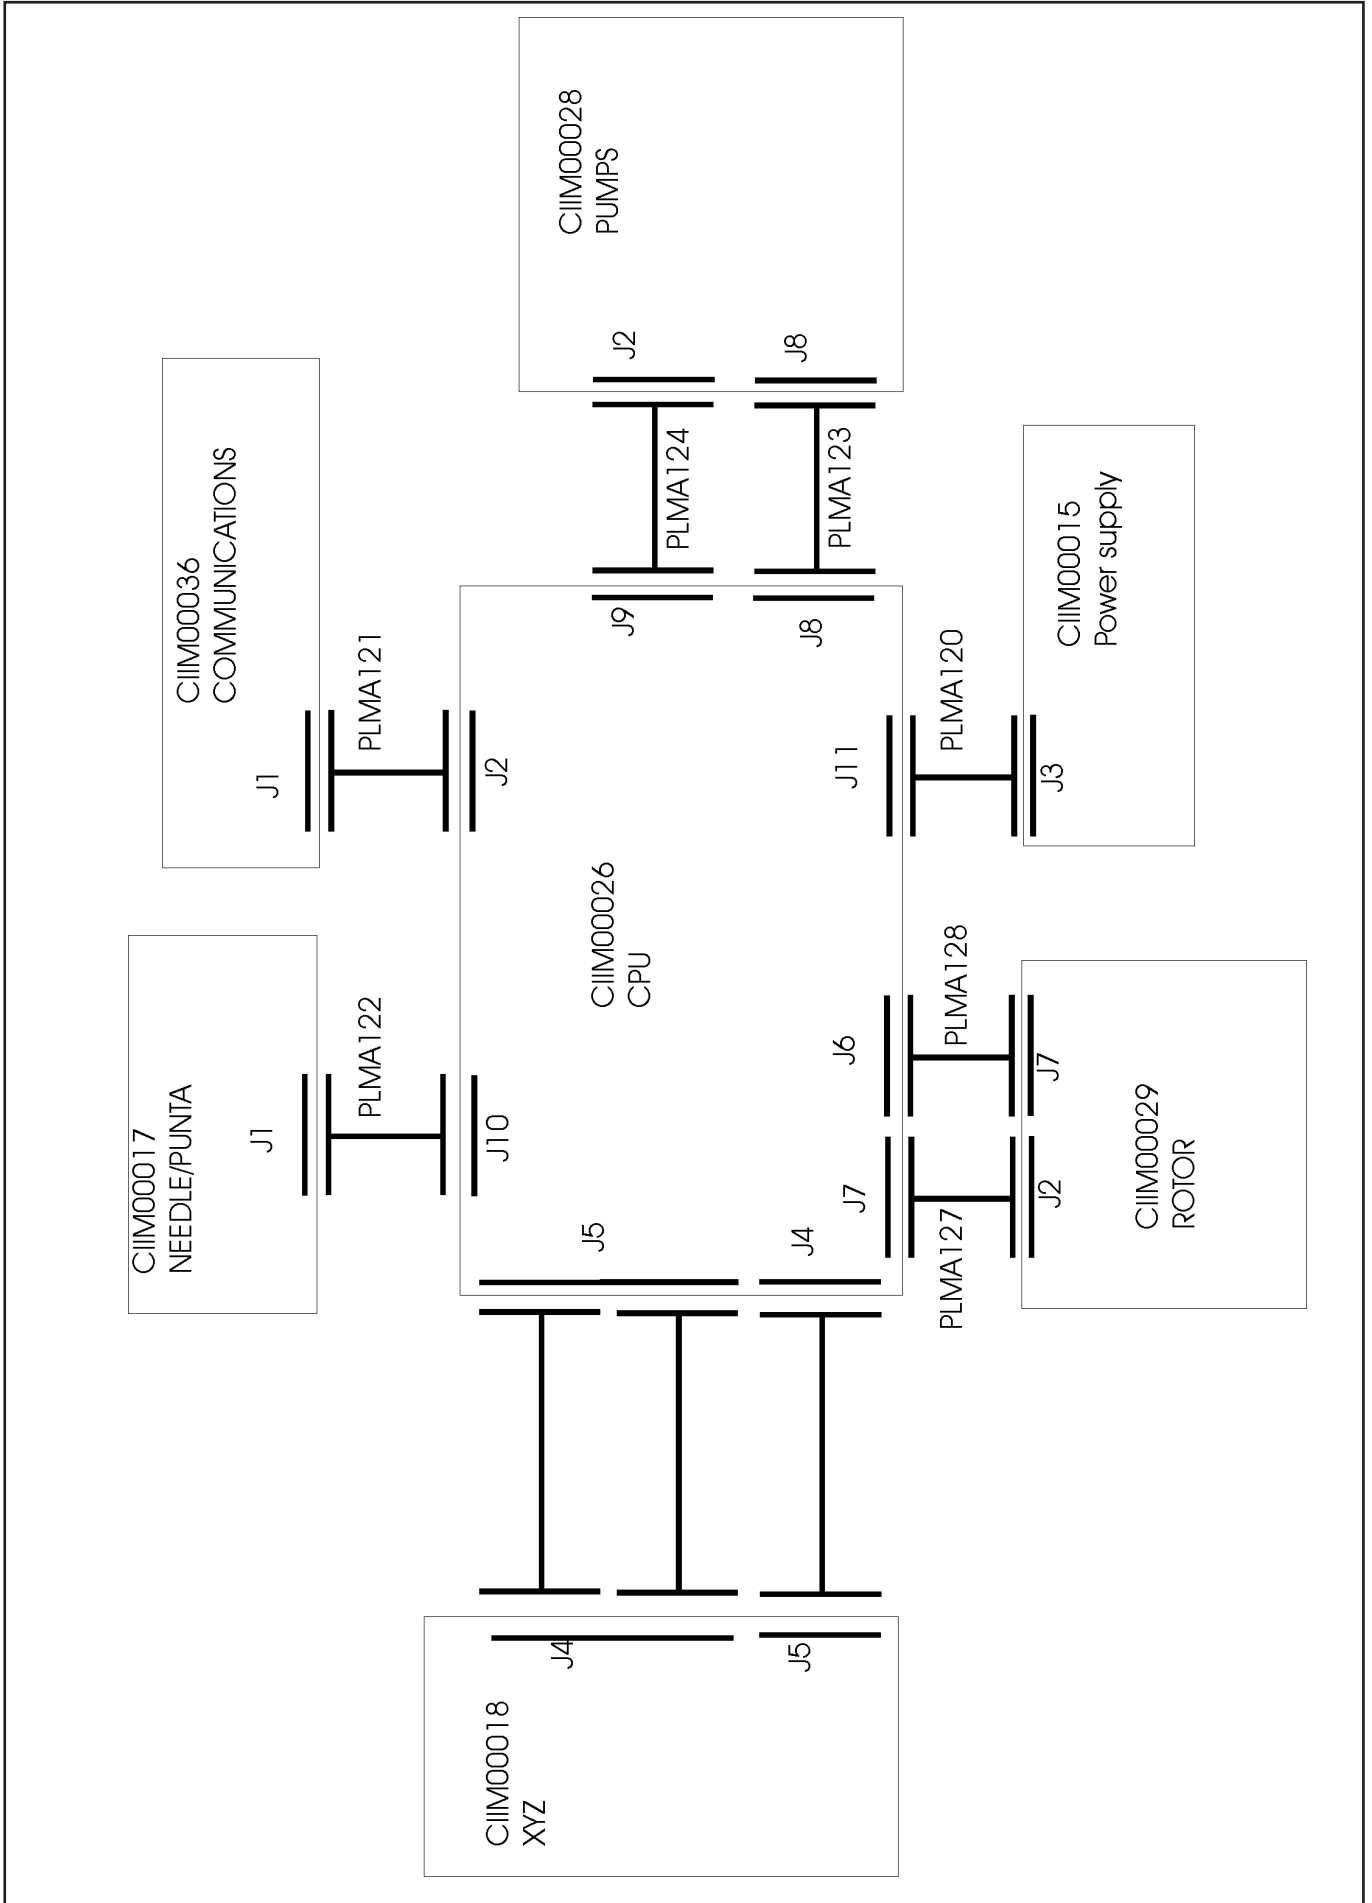 CIIM00028
PUMPS
J2
J8
PLMA124
PLMA123
J9
J8
CIIM00036
COMMUNICATIONS
J1
PLMA121
J2
CIIM00015
Power supply
J3
PLMA120
J11
CIIM00026
CPU
CIIM00017
NEEDLE/PUNTA
J1
PLMA122
J10
J6
PLMA128
J7
J7
PLMA127
J2
CIIM00029
ROTOR
J5
J4
J4
J5
CIIM00018
XYZ